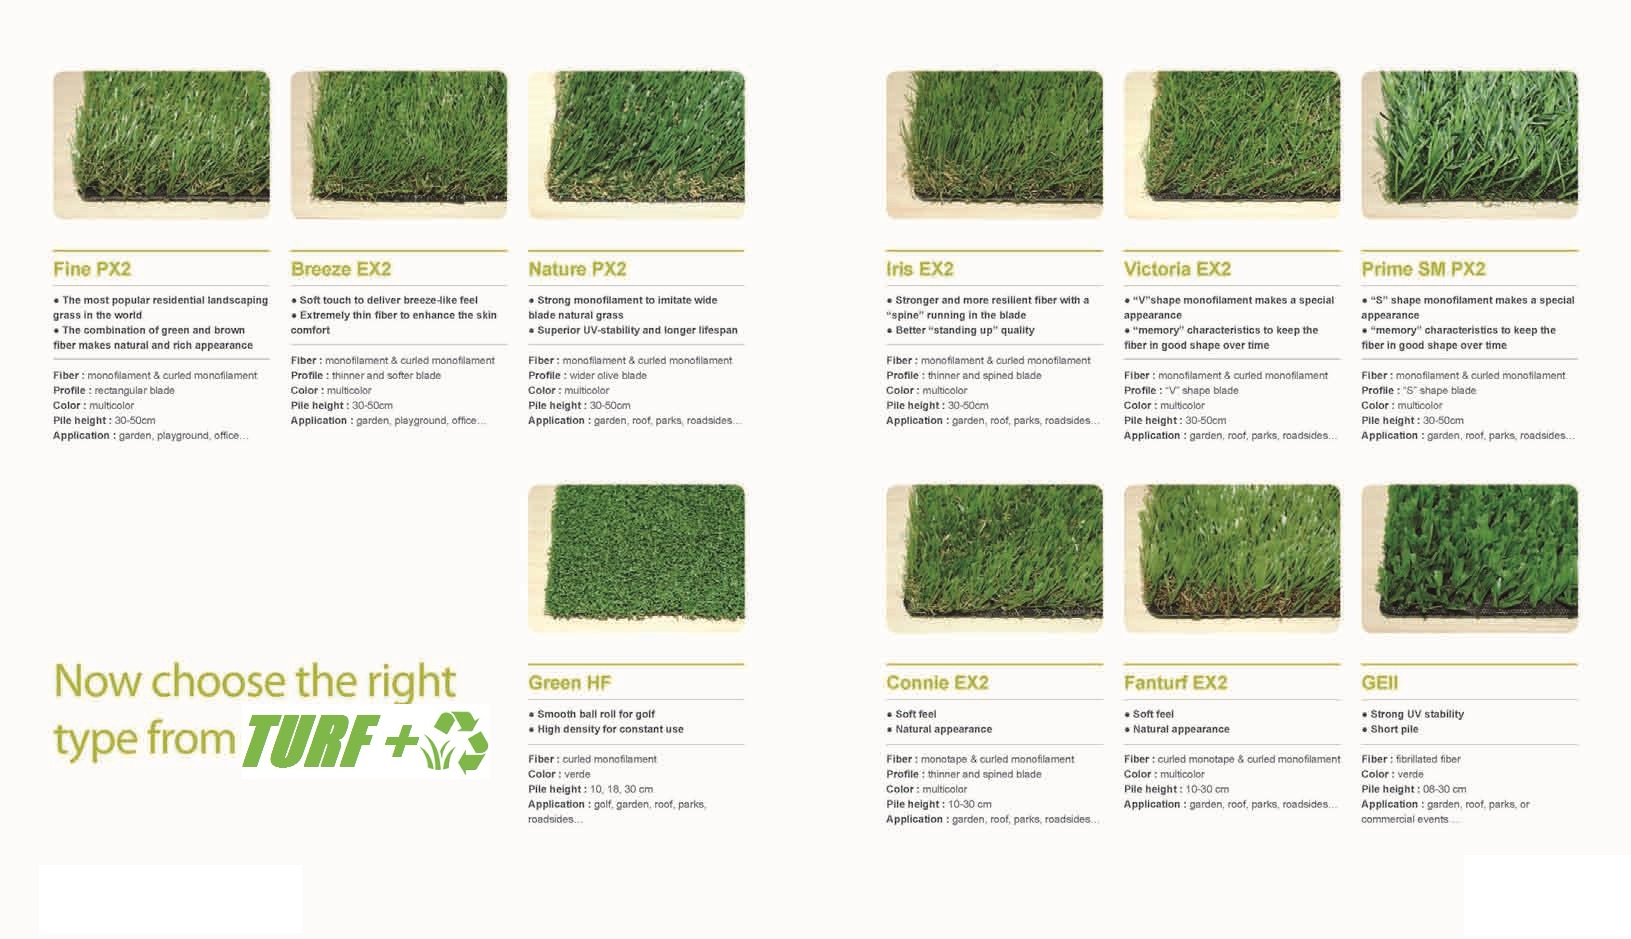 Fine PX2
● The most popular residential landscaping
grass in the world
● The combination of green and brown
fiber makes natural and rich appearance
Fiber : monofilament & curled monofilament
Profile : rectangular blade
Color : multicolor
Pile height : 30-50cm
Application : garden, playground, office...
Breeze EX2
● Soft touch to deliver breeze-like feel
● Extremely thin fiber to enhance the skin
comfort
Fiber : monofilament & curled monofilament
Profile : thinner and softer blade
Color : multicolor
Pile height : 30-50cm
Application : garden, playground, office...
Nature PX2
● Strong monofilament to imitate wide
blade natural grass
● Superior UV-stability and longer lifespan
Fiber : monofilament & curled monofilament
Profile : wider olive blade
Color : multicolor
Pile height : 30-50cm
Application : garden, roof, parks, roadsides...
Iris EX2
● Stronger and more resilient fiber with a
“spine” running in the blade
● Better “standing up” quality
Fiber : monofilament & curled monofilament
Profile : thinner and spined blade
Color : multicolor
Pile height : 30-50cm
Application : garden, roof, parks, roadsides...
Victoria EX2
● “V”shape monofilament makes a special
appearance
● “memory” characteristics to keep the
fiber in good shape over time
Fiber : monofilament & curled monofilament
Profile : “V” shape blade
Color : multicolor
Pile height : 30-50cm
Application : garden, roof, parks, roadsides...
Prime SM PX2
● “S” shape monofilament makes a special
appearance
● “memory” characteristics to keep the
fiber in good shape over time
Fiber : monofilament & curled monofilament
Profile : “S” shape blade
Color : multicolor
Pile height : 30-50cm
Application : garden, roof, parks, roadsides...
Now choose the right
type from TURF +
Green HF
● Smooth ball roll for golf
● High density for constant use
Fiber : curled monofilament
Color : verde
Pile height : 10, 18, 30 cm
Application : golf, garden, roof, parks,
roadsides...
Connie EX2
● Soft feel
● Natural appearance
Fiber : monotape & curled monofilament
Profile : thinner and spined blade
Color : multicolor
Pile height : 10-30 cm
Application : garden, roof, parks, roadsides...
Fanturf EX2
● Soft feel
● Natural appearance
Fiber : curled monotape & curled monofilament
Color : multicolor
Pile height : 10-30 cm
Application : garden, roof, parks, roadsides...
GEII
● Strong UV stability
● Short pile
Fiber : fibrillated fiber
Color : verde
Pile height : 08-30 cm
Application : garden, roof, parks, or
commercial events ...